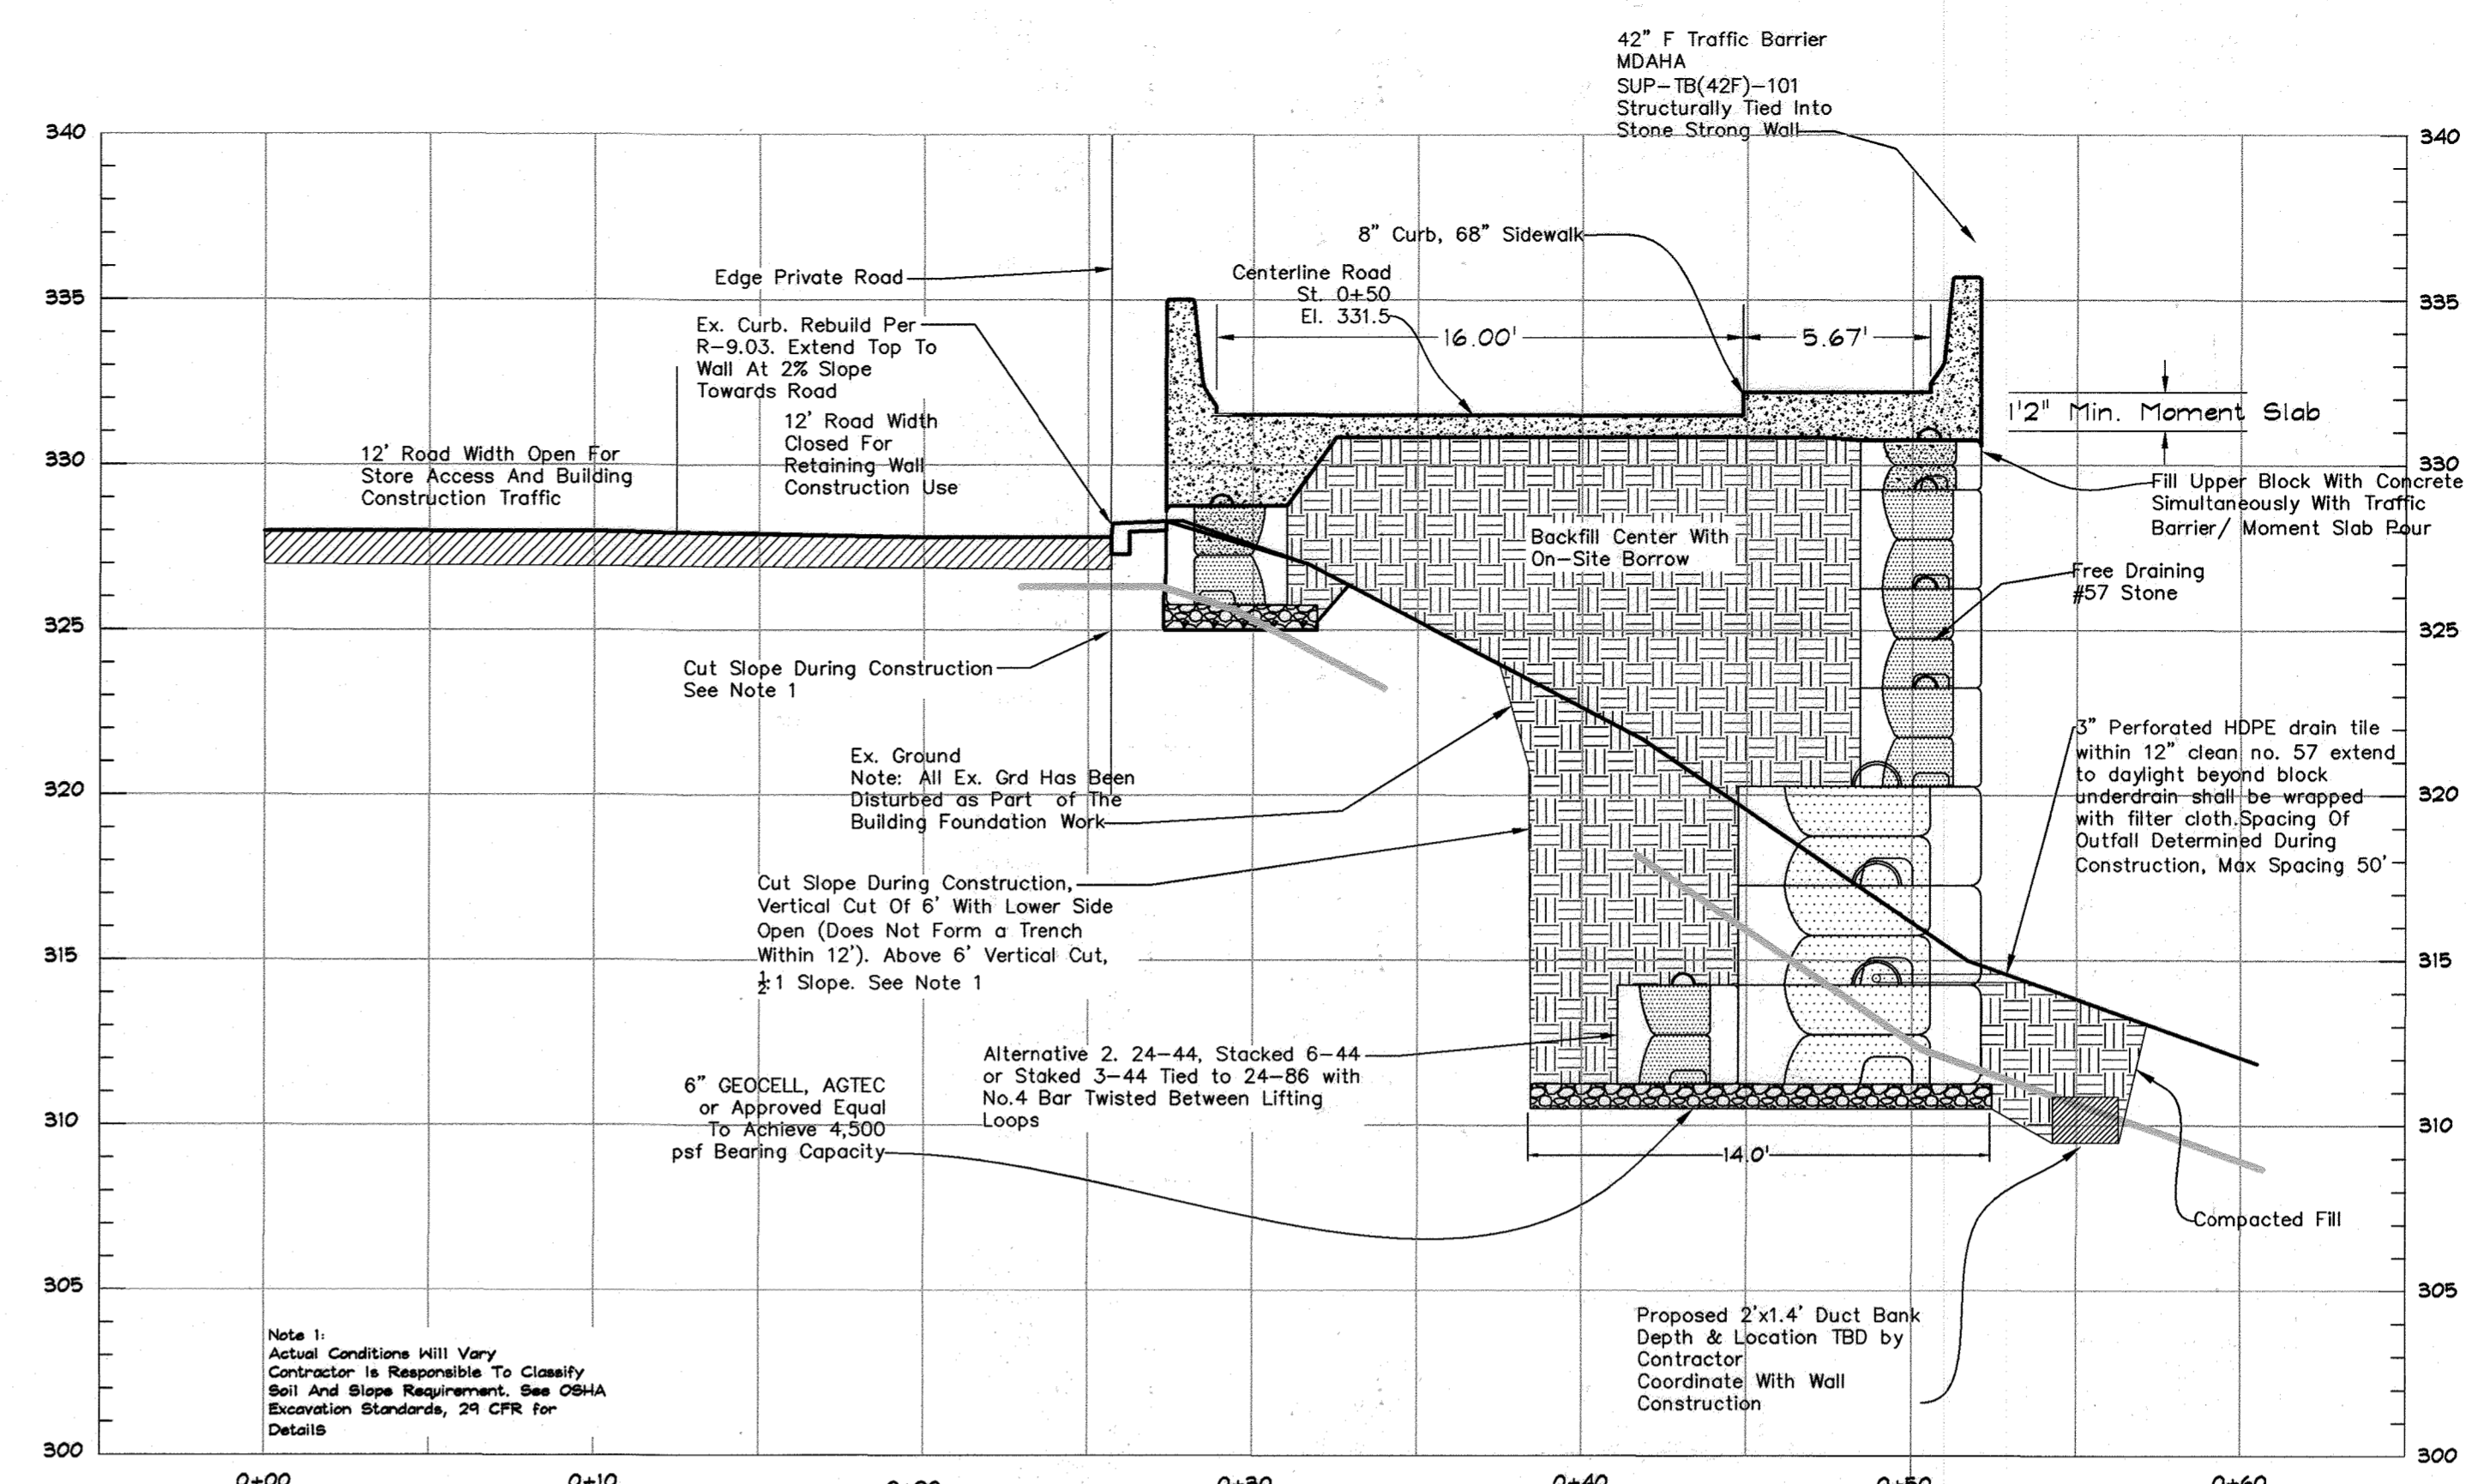 42" F Traffic Barrier
MDAHA
SUP-TB(42F)-101
Structurally Tied Into
Stone Strong Wall
340
340
8" Curb, 68" Sidewalk
Centerline Road
St. 0+50
El. 331.5
Edge Private Road
335
335
16.00'
5.67'
Ex. Curb. Rebuild Per
R-9.03. Extend Top To
Wall At 2% Slope
Towards Road
12' Road Width
Closed For
Retaining Wall
Construction Use
12' Road Width Open For
Store Access And Building
Construction Traffic
1'2" Min. Moment Slab
330
330
Fill Upper Block With Concrete
Simultaneously With Traffic
Barrier/ Moment Slab Pour
Backfill Center With
On-Site Borrow
Free Draining
#57 Stone
325
325
Cut Slope During Construction
See Note 1
3" Perforated HDPE drain tile
within 12" clean no. 57 extend
to daylight beyond block
underdrain shall be wrapped
with filter cloth.Spacing Of
Outfall Determined During
Construction, Max Spacing 50'
Ex. Ground
Note: All Ex. Grd Has Been
Disturbed as Part of The
Building Foundation Work
320
320
Cut Slope During Construction,
Vertical Cut Of 6' With Lower Side
Open (Does Not Form a Trench
Within 12'). Above 6' Vertical Cut,
½:1 Slope. See Note 1
315
315
Alternative 2. 24-44, Stacked 6-44
or Staked 3-44 Tied to 24-86 with
No.4 Bar Twisted Between Lifting
Loops
6" GEOCELL, AGTEC
or Approved Equal
To Achieve 4,500
psf Bearing Capacity
310
310
14.0'
Compacted Fill
305
305
Proposed 2'x1.4' Duct Bank
Depth & Location TBD by
Contractor
Coordinate With Wall
Construction
Note 1:
Actual Conditions Will Vary
Contractor Is Responsible To Classify
Soil And Slope Requirement. See OSHA
Excavation Standards, 29 CFR for
Details
300
300
0+00
0+10
0+30
0+40
0+50
0+60